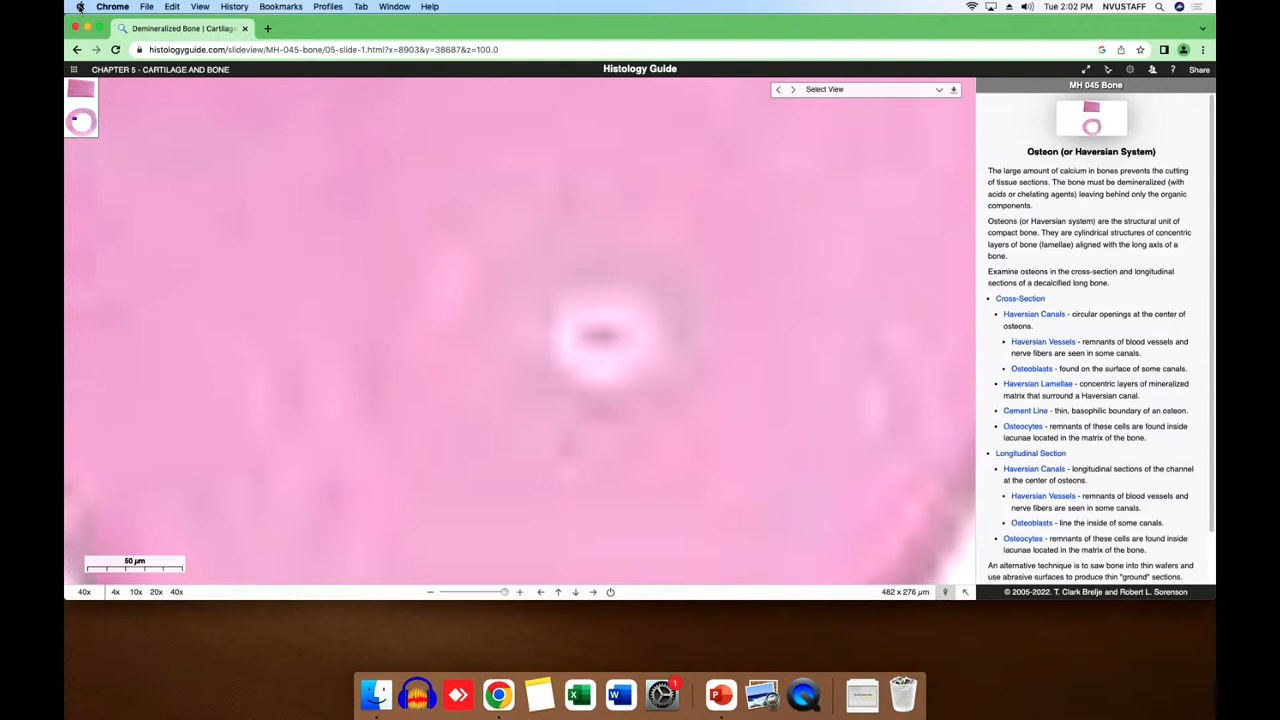 Chrome File Edit View History Bookmarks Profiles Tab Window Help Tue 2:02 PM NVUSTAFF
Demineralized Bone | Cartilage
histologyguide.com/slideview/MH-045-bone/05-slide-1.html?x=8903&y=38687&z=100.0
CHAPTER 5 - CARTILAGE AND BONE Histology Guide ? Share
Select View
50 µm
40x 4x 10x 20x 40x 482 x 276 µm
MH 045 Bone
Osteon (or Haversian System)
The large amount of calcium in bones prevents the cutting
of tissue sections. The bone must be demineralized (with
acids or chelating agents) leaving behind only the organic
components.
Osteons (or Haversian system) are the structural unit of
compact bone. They are cylindrical structures of concentric
layers of bone (lamellae) aligned with the long axis of a
bone.
Examine osteons in the cross-section and longitudinal
sections of a decalcified long bone.
• Cross-Section
• Haversian Canals - circular openings at the center of
osteons.
• Haversian Vessels - remnants of blood vessels and
nerve fibers are seen in some canals.
• Osteoblasts - found on the surface of some canals.
• Haversian Lamellae - concentric layers of mineralized
matrix that surround a Haversian canal.
• Cement Line - thin, basophilic boundary of an osteon.
• Osteocytes - remnants of these cells are found inside
lacunae located in the matrix of the bone.
• Longitudinal Section
• Haversian Canals - longitudinal sections of the channel
at the center of osteons.
• Haversian Vessels - remnants of blood vessels and
nerve fibers are seen in some canals.
• Osteoblasts - line the inside of some canals.
• Osteocytes - remnants of these cells are found inside
lacunae located in the matrix of the bone.
An alternative technique is to saw bone into thin wafers and
use abrasive surfaces to produce thin "ground" sections.
© 2005-2022. T. Clark Brelje and Robert L. Sorenson
1